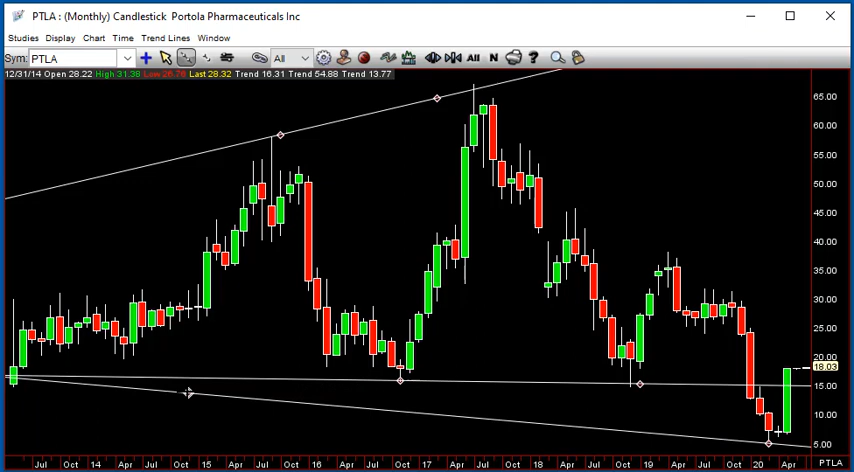 PTLA : (Monthly) Candlestick Portola Pharmaceuticals Inc
Studies Display Chart Time Trend Lines Window
Sym: PTLA All All N ?
12/31/14 Open 28.22 High 31.38 Low 26.76 Last 28.32 Trend 16.31 Trend 54.88 Trend 13.77
65.00
60.00
55.00
50.00
45.00
40.00
35.00
30.00
25.00
20.00
18.03
15.00
10.00
5.00
Jul Oct 14 Apr Jul Oct 15 Apr Jul Oct 16 Apr Jul Oct 17 Apr Jul Oct 18 Apr Jul Oct 19 Apr Jul Oct 20 Apr PTLA